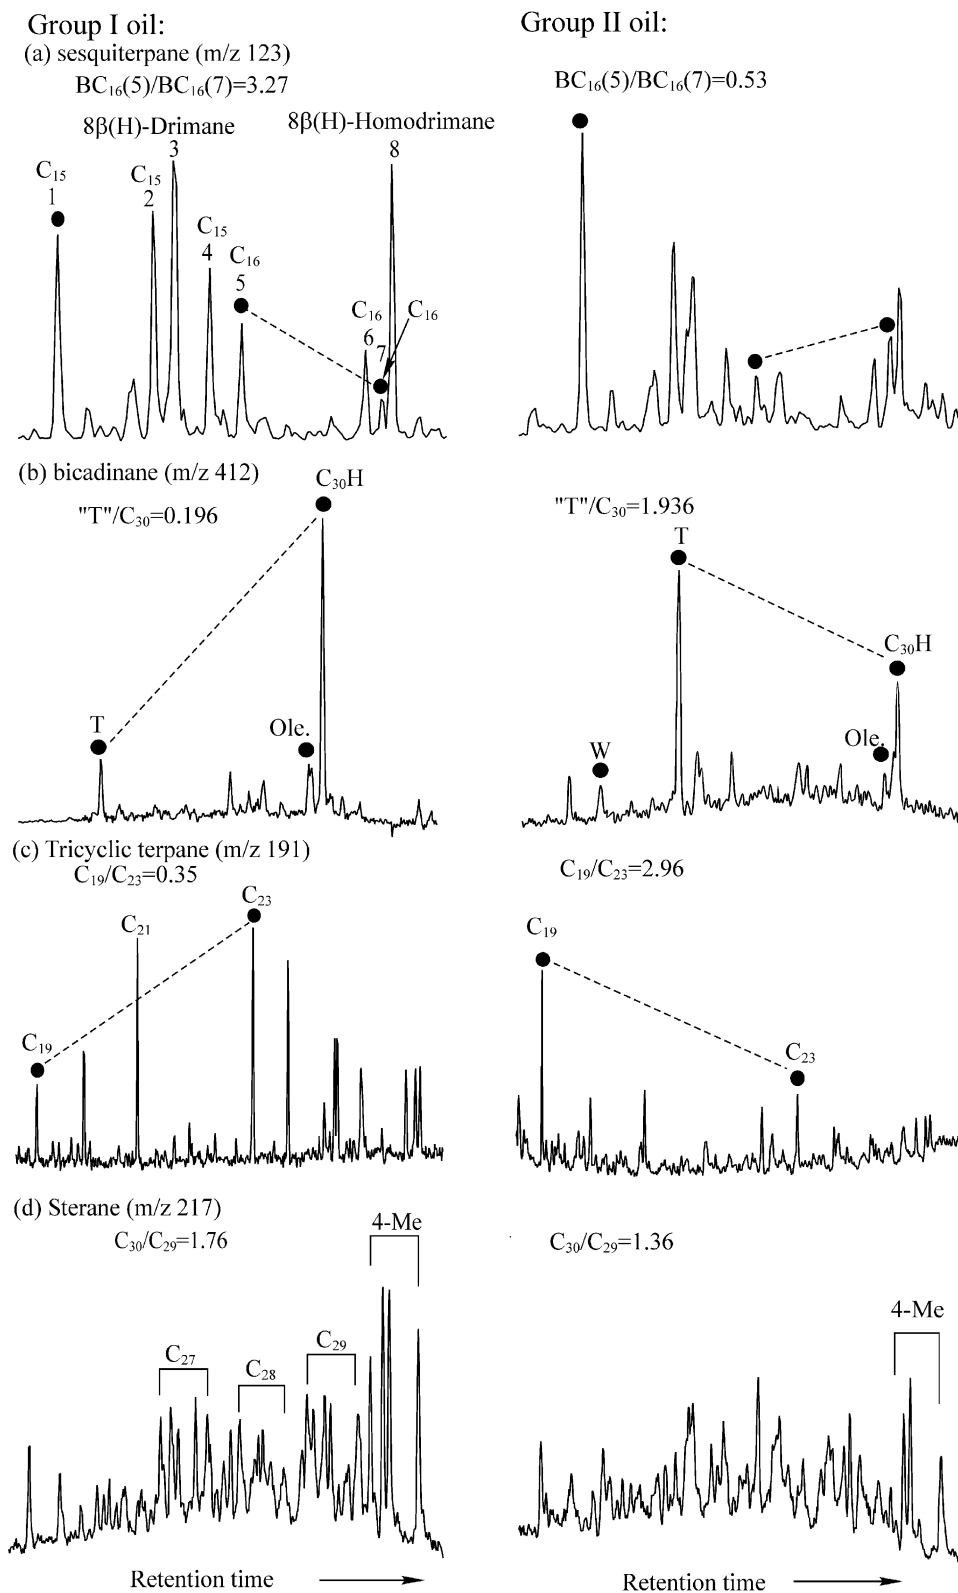 Group I oil:
Group II oil:
(a) sesquiterpane (m/z 123)
BC₁₆(5)/BC₁₆(7)=3.27
BC₁₆(5)/BC₁₆(7)=0.53
8β(H)-Drimane
8β(H)-Homodrimane
3
8
C₁₅
1
C₁₅
2
C₁₅
4
C₁₆
5
C₁₆
6
7
C₁₆
(b) bicadinane (m/z 412)
"T"/C₃₀=0.196
C₃₀H
T
Ole.
"T"/C₃₀=1.936
T
C₃₀H
W
Ole.
(c) Tricyclic terpane (m/z 191)
C₁₉/C₂₃=0.35
C₁₉
C₂₁
C₂₃
C₁₉/C₂₃=2.96
C₁₉
C₂₃
(d) Sterane (m/z 217)
C₃₀/C₂₉=1.76
4-Me
C₂₇
C₂₈
C₂₉
C₃₀/C₂₉=1.36
4-Me
Retention time
Retention time